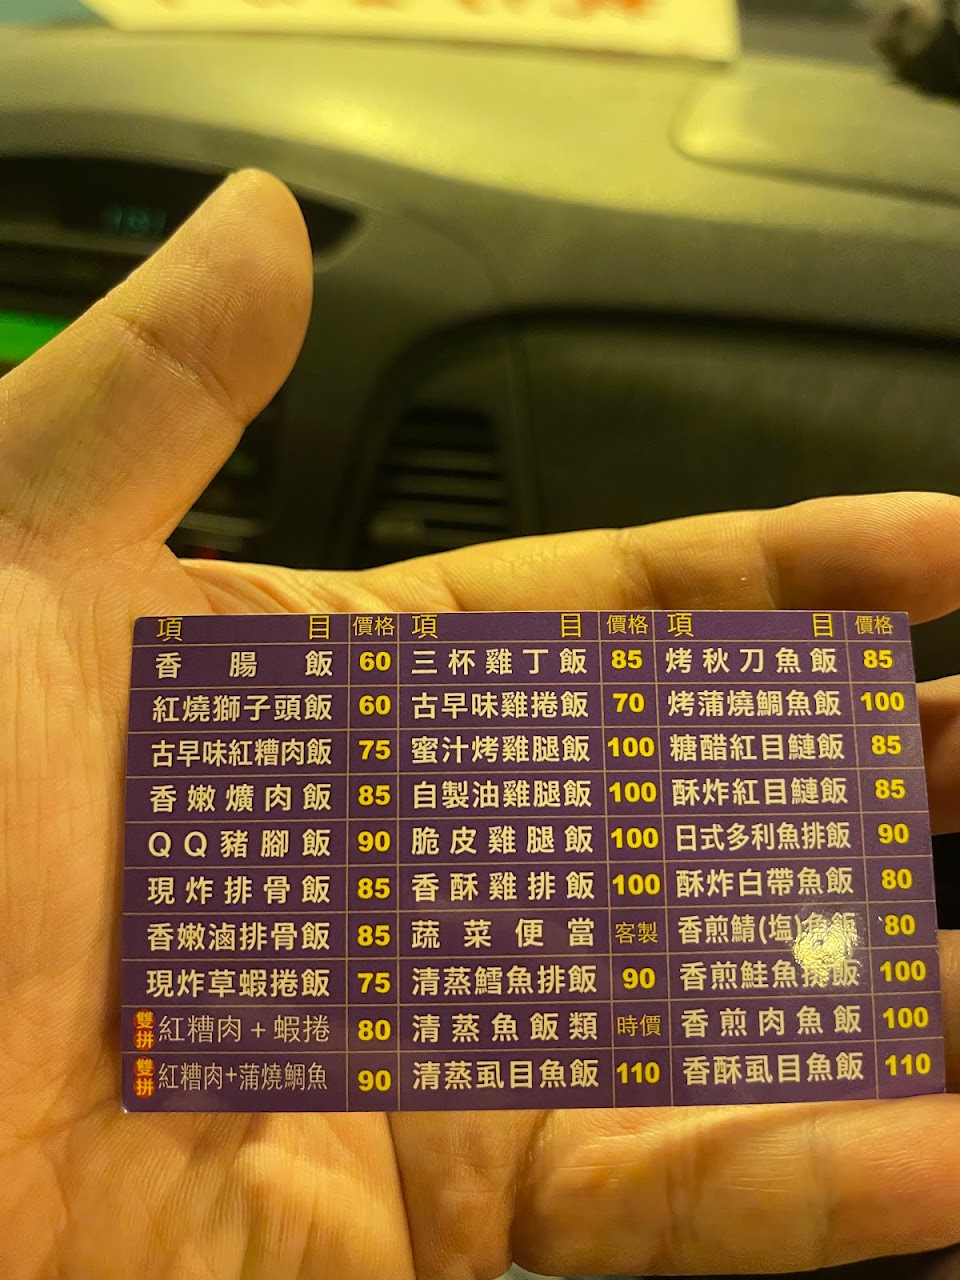 項目 價格 項目 價格 項目 價格
香腸飯 60 三杯雞丁飯 85 烤秋刀魚飯 85
紅燒獅子頭飯 60 古早味雞捲飯 70 烤蒲燒鯛魚飯 100
古早味紅糟肉飯 75 蜜汁烤雞腿飯 100 糖醋紅目鰱飯 85
香嫩爌肉飯 85 自製油雞腿飯 100 酥炸紅目鰱飯 85
QQ豬腳飯 90 脆皮雞腿飯 100 日式多利魚排飯 90
現炸排骨飯 85 香酥雞排飯 100 酥炸白帶魚飯 80
香嫩滷排骨飯 85 蔬菜便當 客製 香煎鯖(塩)魚飯 80
現炸草蝦捲飯 75 清蒸鱈魚排飯 90 香煎鮭魚排飯 100
雙拼 紅糟肉+蝦捲 80 清蒸魚飯類 時價 香煎肉魚飯 100
雙拼 紅糟肉+蒲燒鯛魚 90 清蒸虱目魚飯 110 香酥虱目魚飯 110